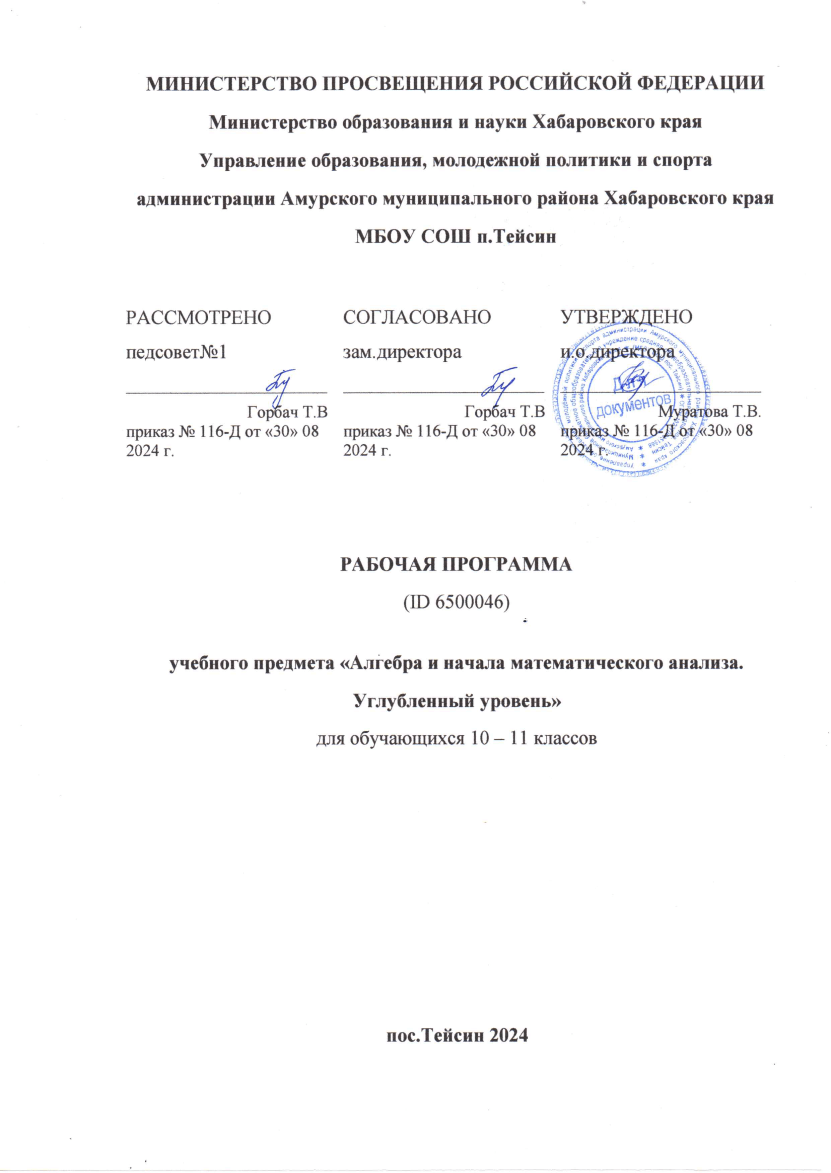 МИНИСТЕРСТВО ПРОСВЕЩЕНИЯ РОССИЙСКОЙ ФЕДЕРАЦИИ
Министерство образования и науки Хабаровского края
Управление образования, молодежной политики и спорта
администрации Амурского муниципального района Хабаровского края
МБОУ СОШ п.Тейсин
РАССМОТРЕНО
педсовет№1
Горбач Т.В
приказ № 116-Д от «30» 08
2024 г.
СОГЛАСОВАНО
зам.директора
Горбач Т.В
приказ № 116-Д от «30» 08
2024 г.
УТВЕРЖДЕНО
и.о.директора
Муратова Т.В.
приказ № 116-Д от «30» 08
2024 г.
Для
документов
РАБОЧАЯ ПРОГРАММА
(ID 6500046)
учебного предмета «Алгебра и начала математического анализа.
Углубленный уровень»
для обучающихся 10 – 11 классов
пос.Тейсин 2024